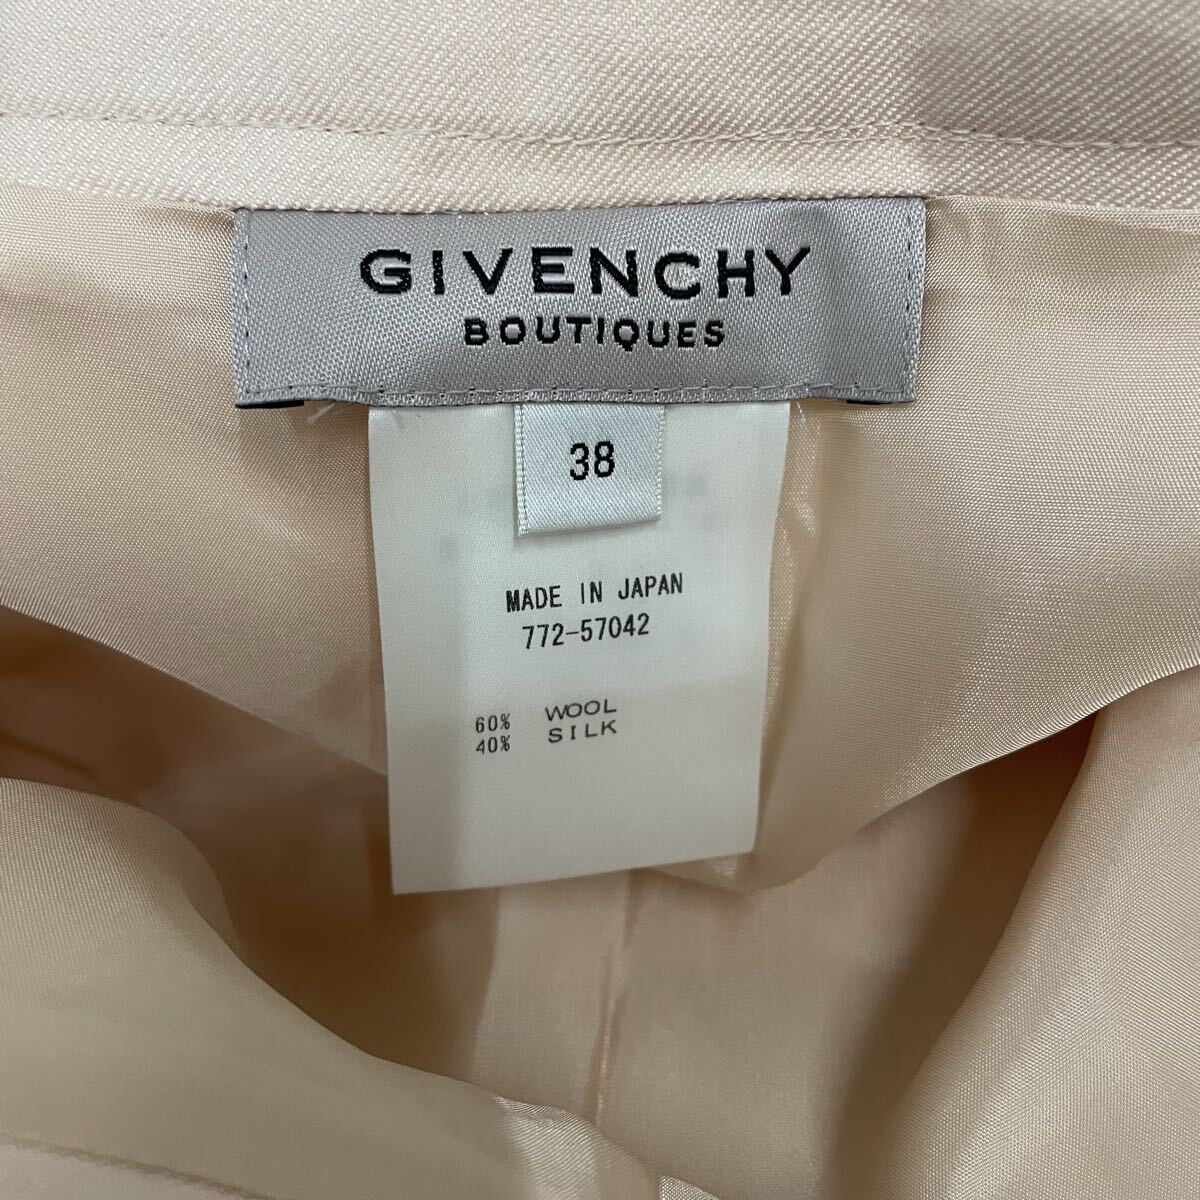 GIVENCHY
BOUTIQUES
38
MADE IN JAPAN
772-57042
60% WOOL
40% SILK